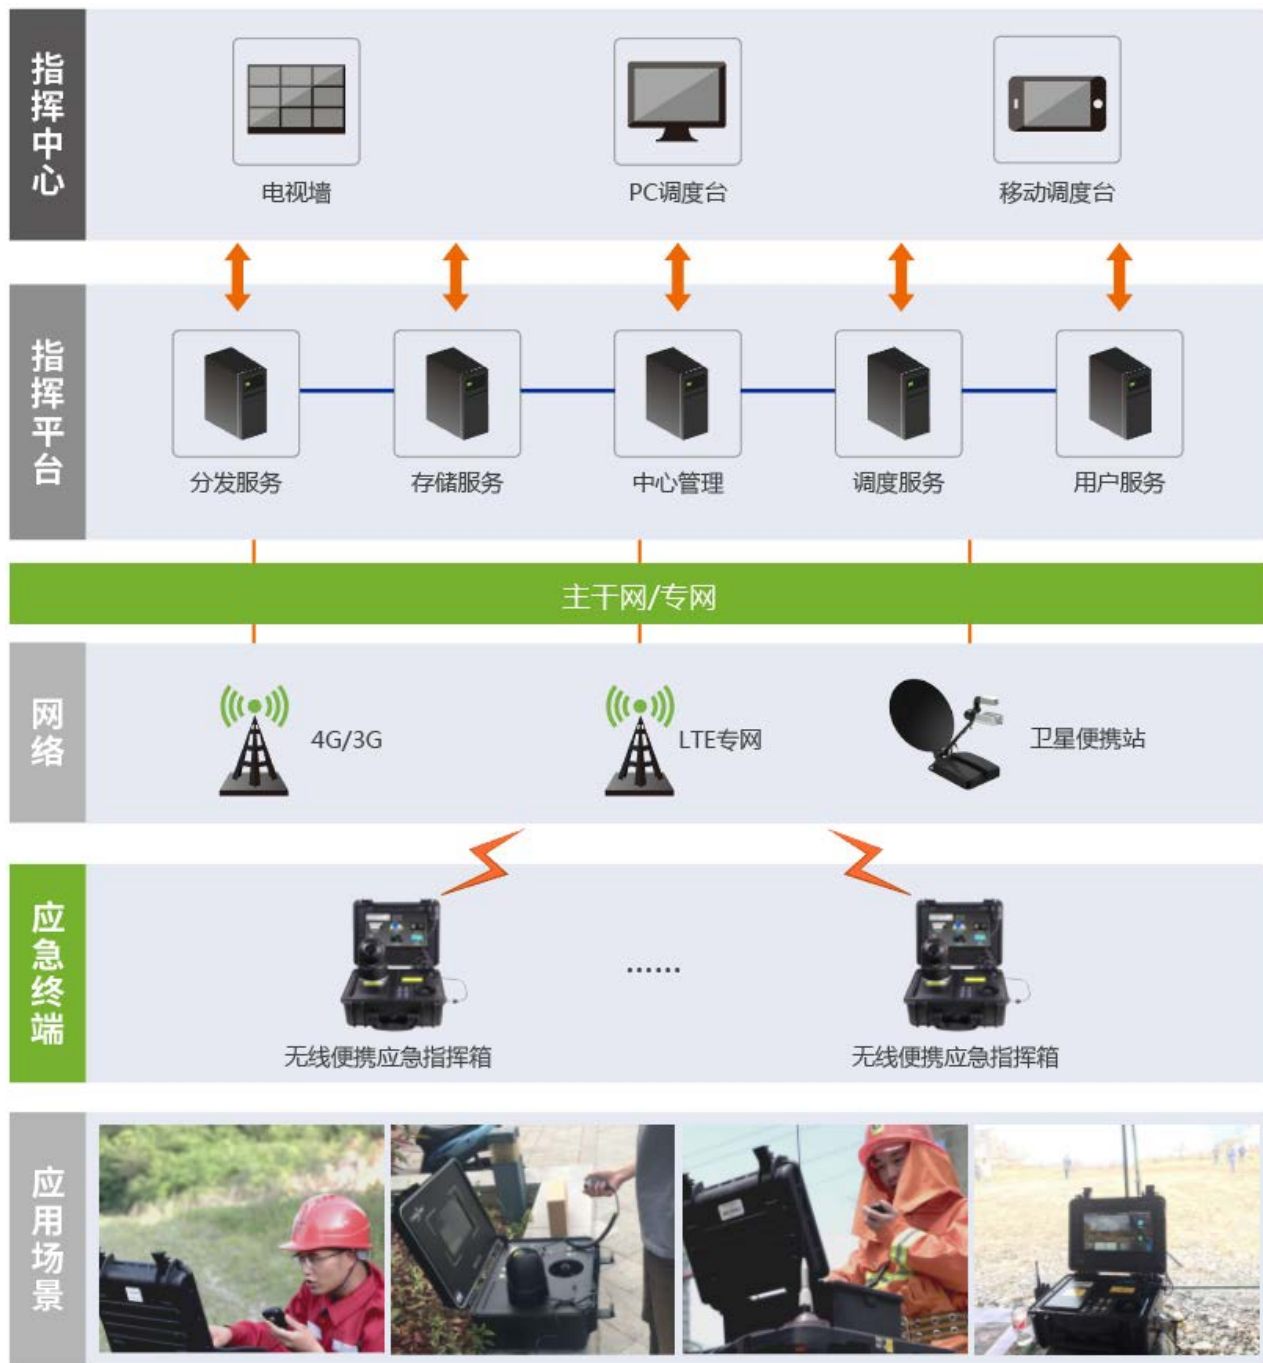 指挥中心
电视墙
PC调度台
移动调度台
指挥平台
分发服务
存储服务
中心管理
调度服务
用户服务
主干网/专网
网络
4G/3G
LTE专网
卫星便携站
应急终端
......
无线便携应急指挥箱
无线便携应急指挥箱
应用场景